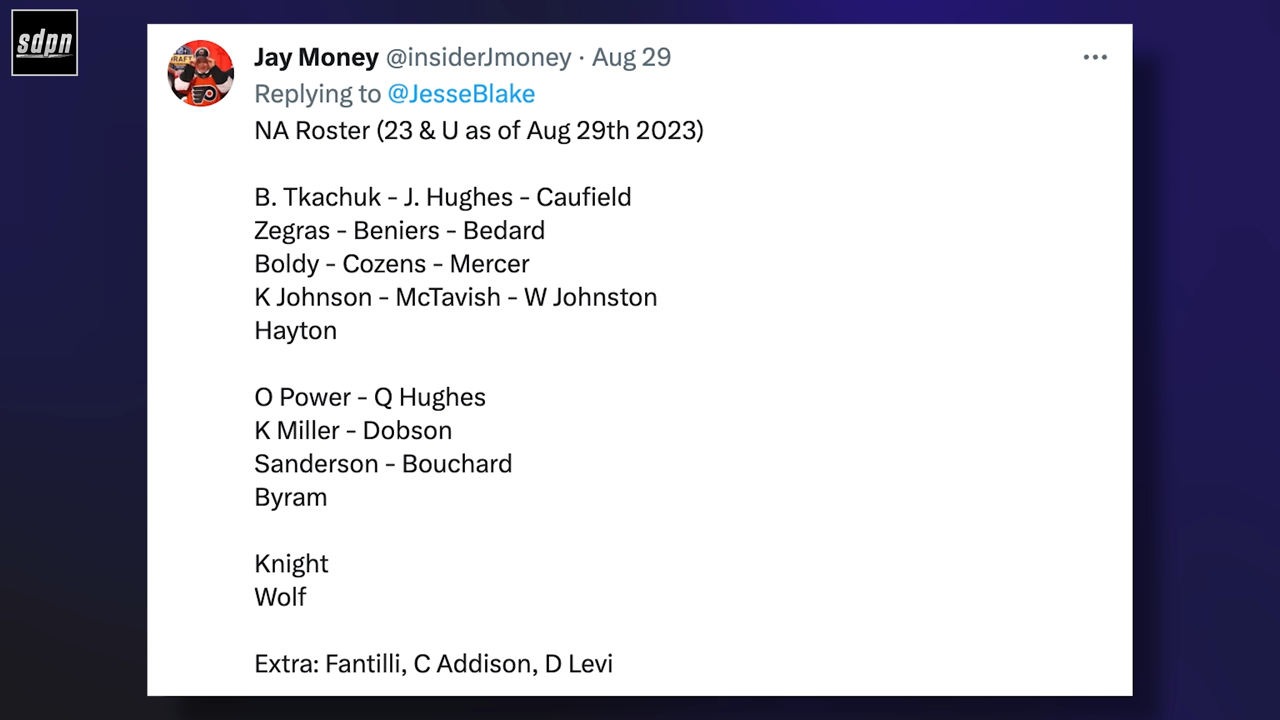 sdpn
Jay Money @insiderJmoney · Aug 29
Replying to @JesseBlake
NA Roster (23 & U as of Aug 29th 2023)
B. Tkachuk - J. Hughes - Caufield
Zegras - Beniers - Bedard
Boldy - Cozens - Mercer
K Johnson - McTavish - W Johnston
Hayton
O Power - Q Hughes
K Miller - Dobson
Sanderson - Bouchard
Byram
Knight
Wolf
Extra: Fantilli, C Addison, D Levi